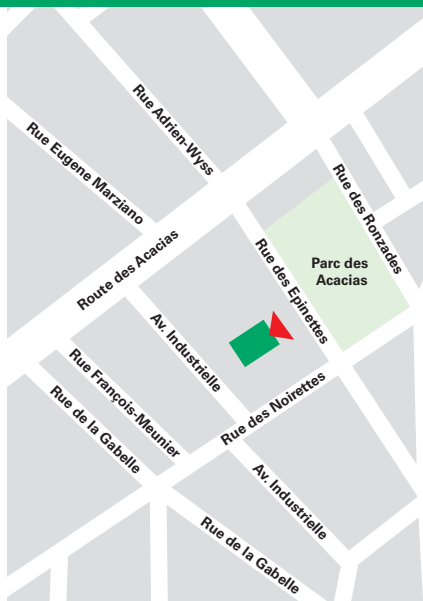 Rue Adrien-Wyss
Rue Eugene Marziano
Rue des Ronzades
Route des Acacias
Rue des Epinettes
Parc des
Acacias
Av. Industrielle
Rue François-Meunier
Rue de la Gabelle
Rue des Noirettes
Av. Industrielle
Rue de la Gabelle